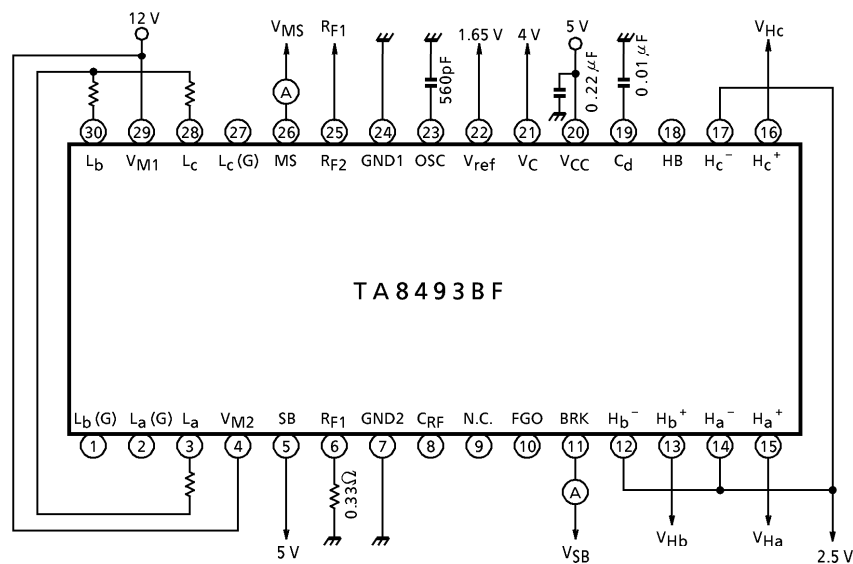 12 V
V_MS R_F1 1.65 V 4 V 5 V V_Hc
560pF 0.22 μF 0.01 μF
A
30 29 28 27 26 25 24 23 22 21 20 19 18 17 16
L_b V_M1 L_c L_c (G) MS R_F2 GND1 OSC V_ref V_C V_CC C_d HB H_c⁻ H_c⁺
TA8493BF
L_b (G) L_a (G) L_a V_M2 SB R_F1 GND2 C_RF N.C. FGO BRK H_b⁻ H_b⁺ H_a⁻ H_a⁺
1 2 3 4 5 6 7 8 9 10 11 12 13 14 15
0.33Ω A
5 V V_SB V_Hb V_Ha 2.5 V